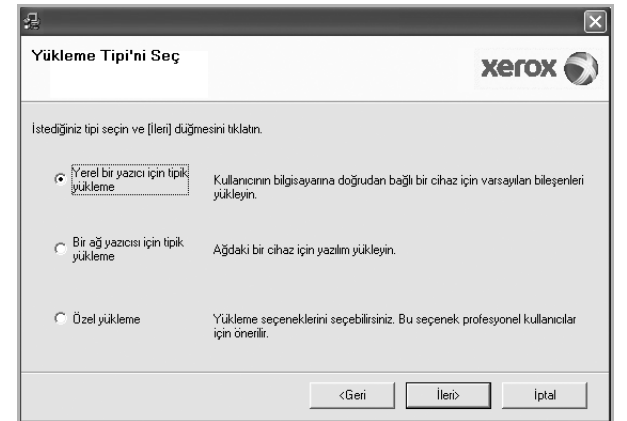 Yükleme Tipi'ni Seç
xerox
İstediğiniz tipi seçin ve [İleri] düğmesini tıklatın.
Yerel bir yazıcı için tipik
yükleme
Kullanıcının bilgisayarına doğrudan bağlı bir cihaz için varsayılan bileşenleri
yükleyin.
Bir ağ yazıcısı için tipik
yükleme
Ağdaki bir cihaz için yazılım yükleyin.
Özel yükleme
Yükleme seçeneklerini seçebilirsiniz. Bu seçenek profesyonel kullanıcılar
için önerilir.
<Geri
İleri>
İptal